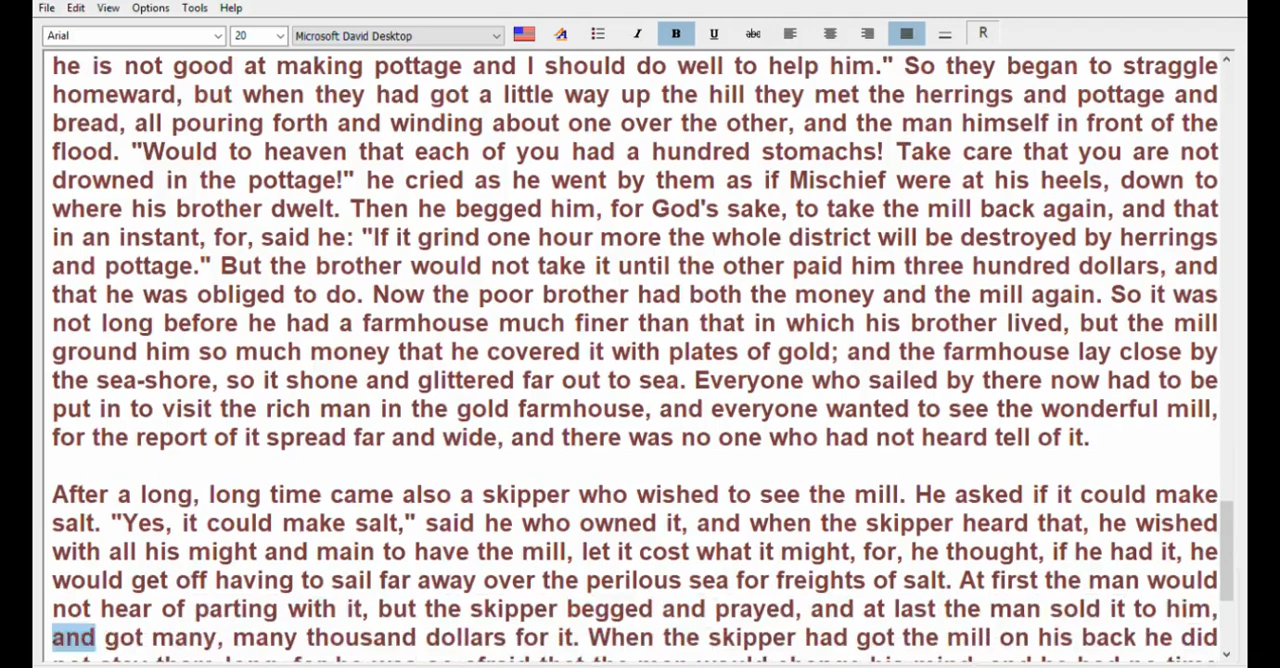 File Edit View Options Tools Help
Arial 20 Microsoft David Desktop I B U abc R
he is not good at making pottage and I should do well to help him." So they began to straggle
homeward, but when they had got a little way up the hill they met the herrings and pottage and
bread, all pouring forth and winding about one over the other, and the man himself in front of the
flood. "Would to heaven that each of you had a hundred stomachs! Take care that you are not
drowned in the pottage!" he cried as he went by them as if Mischief were at his heels, down to
where his brother dwelt. Then he begged him, for God's sake, to take the mill back again, and that
in an instant, for, said he: "If it grind one hour more the whole district will be destroyed by herrings
and pottage." But the brother would not take it until the other paid him three hundred dollars, and
that he was obliged to do. Now the poor brother had both the money and the mill again. So it was
not long before he had a farmhouse much finer than that in which his brother lived, but the mill
ground him so much money that he covered it with plates of gold; and the farmhouse lay close by
the sea-shore, so it shone and glittered far out to sea. Everyone who sailed by there now had to be
put in to visit the rich man in the gold farmhouse, and everyone wanted to see the wonderful mill,
for the report of it spread far and wide, and there was no one who had not heard tell of it.
After a long, long time came also a skipper who wished to see the mill. He asked if it could make
salt. "Yes, it could make salt," said he who owned it, and when the skipper heard that, he wished
with all his might and main to have the mill, let it cost what it might, for, he thought, if he had it, he
would get off having to sail far away over the perilous sea for freights of salt. At first the man would
not hear of parting with it, but the skipper begged and prayed, and at last the man sold it to him,
and got many, many thousand dollars for it. When the skipper had got the mill on his back he did